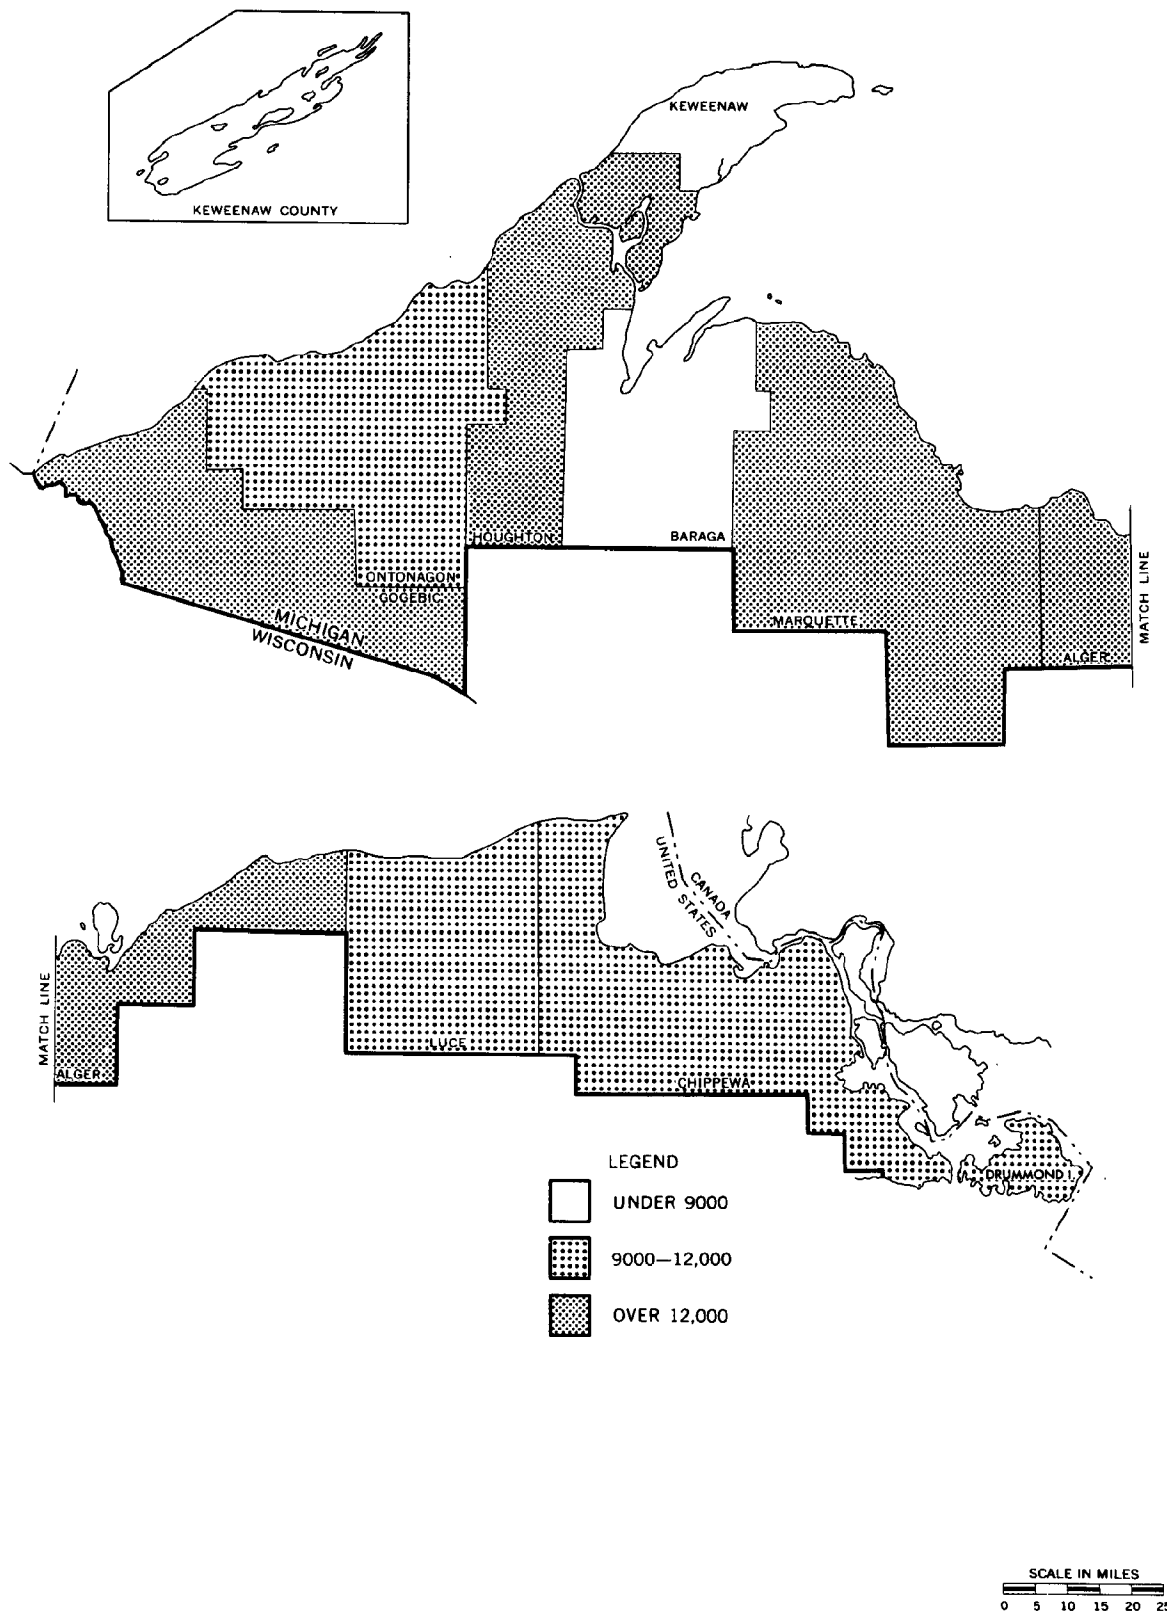 KEWEENAW
KEWEENAW COUNTY
HOUGHTON
BARAGA
ONTONAGON
GOGEBIC
MICHIGAN
WISCONSIN
MARQUETTE
ALGER
MATCH LINE
UNITED STATES
CANADA
MATCH LINE
ALGER
LUCE
CHIPPEWA
DRUMMOND I.
LEGEND
UNDER 9000
9000—12,000
OVER 12,000
SCALE IN MILES
0 5 10 15 20 25